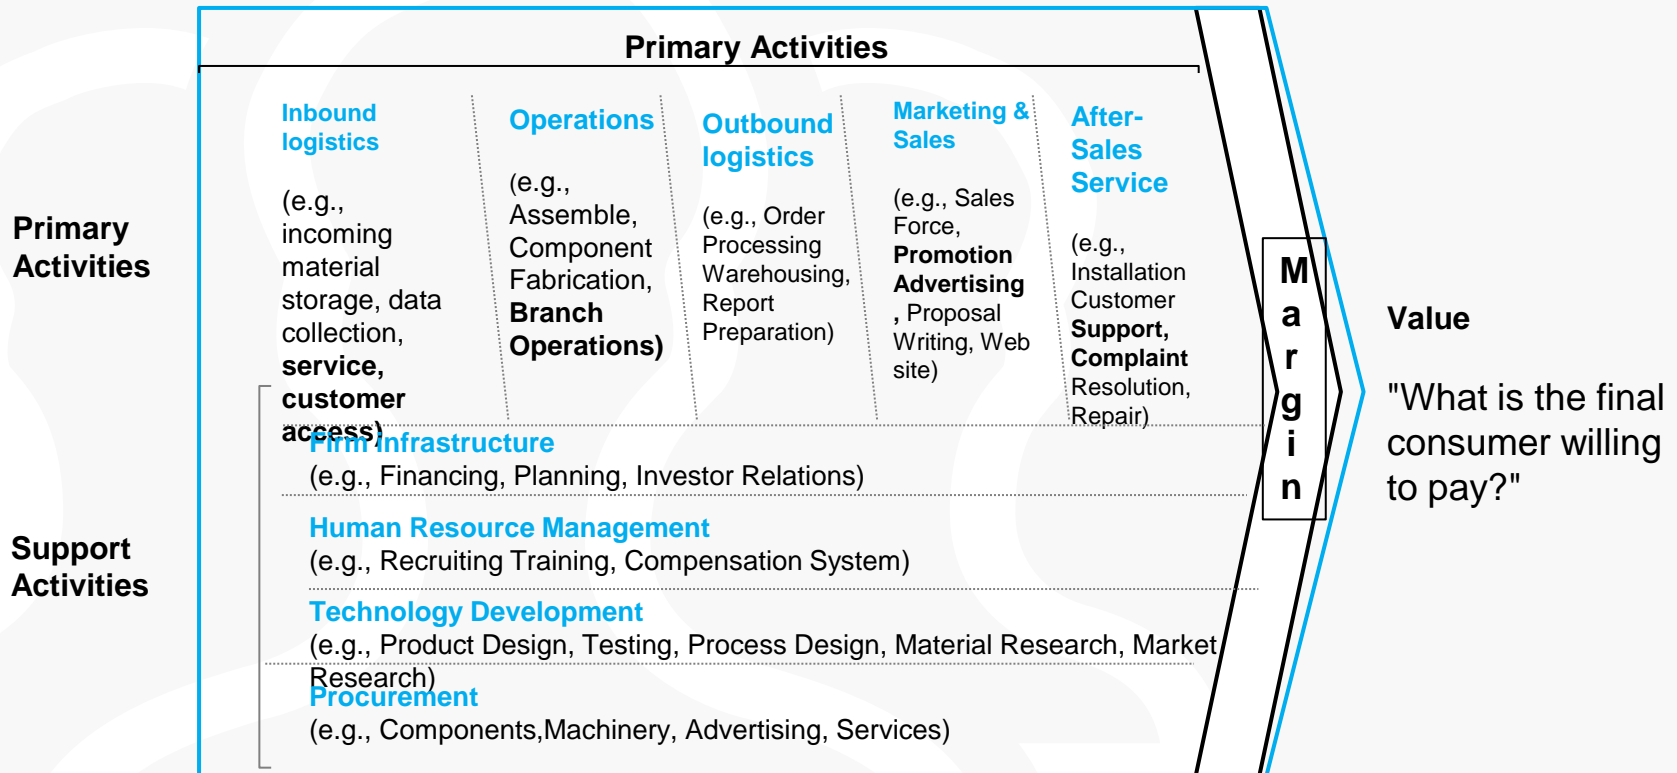 Primary Activities
Primary
Activities
Inbound
logistics
(e.g.,
incoming
material
storage, data
collection,
service,
customer
access)
Operations
(e.g.,
Assemble,
Component
Fabrication,
Branch
Operations)
Outbound
logistics
(e.g., Order
Processing
Warehousing,
Report
Preparation)
Marketing &
Sales
(e.g., Sales
Force,
Promotion
Advertising
, Proposal
Writing, Web
site)
After-
Sales
Service
(e.g.,
Installation
Customer
Support,
Complaint
Resolution,
Repair)
Support
Activities
Firm Infrastructure
(e.g., Financing, Planning, Investor Relations)
Human Resource Management
(e.g., Recruiting Training, Compensation System)
Technology Development
(e.g., Product Design, Testing, Process Design, Material Research, Market
Research)
Procurement
(e.g., Components,Machinery, Advertising, Services)
M
a
r
g
i
n
Value
"What is the final
consumer willing
to pay?"